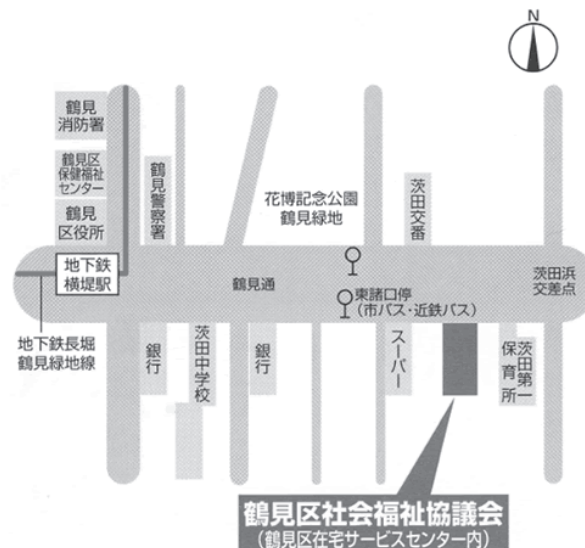 N
鶴見
消防署
鶴見区
保健福祉
センター
鶴見
区役所
鶴見警察署
花博記念公園
鶴見緑地
茨田交番
地下鉄
横堤駅
鶴見通
東諸口停
(市バス・近鉄バス)
茨田浜
交差点
地下鉄長堀
鶴見緑地線
銀行
茨田中学校
銀行
スーパー
茨田第一
保育所
鶴見区社会福祉協議会
(鶴見区在宅サービスセンター内)